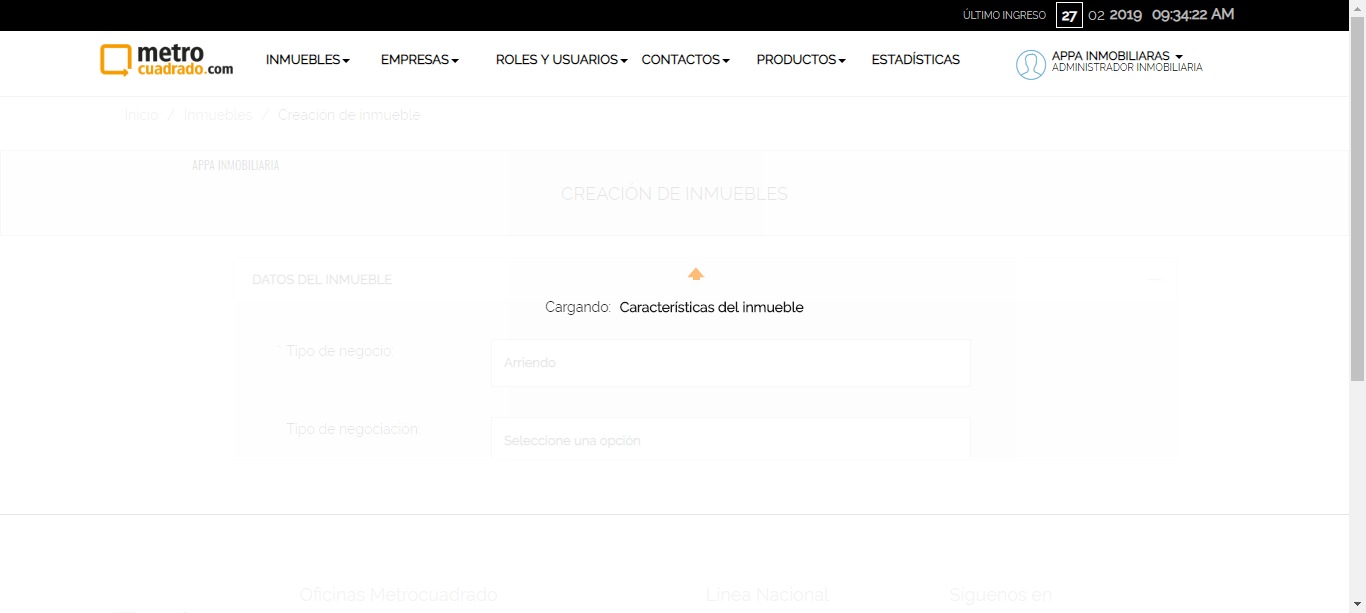 ÚLTIMO INGRESO 27 02 2019 09:34:22 AM
metro
cuadrado.com
INMUEBLES EMPRESAS ROLES Y USUARIOS CONTACTOS PRODUCTOS ESTADÍSTICAS
APPA INMOBILIARAS
ADMINISTRADOR INMOBILIARIA
Inicio / Inmuebles / Creación de inmueble
APPA INMOBILIARIA
CREACIÓN DE INMUEBLES
DATOS DEL INMUEBLE
Cargando: Características del inmueble
* Tipo de negocio: Arriendo
Tipo de negociación: Seleccione una opción
Oficinas Metrocuadrado Línea Nacional Síguenos en